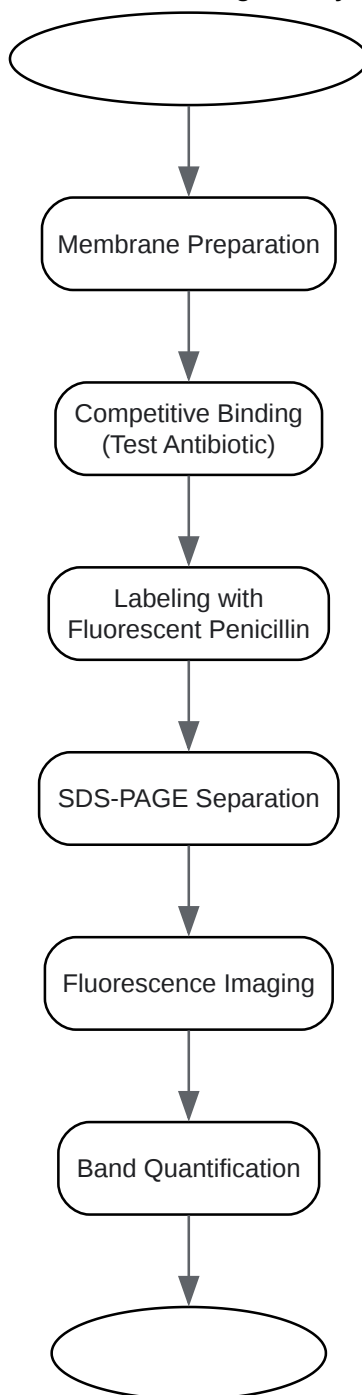 Membrane Preparation
Competitive Binding
(Test Antibiotic)
Labeling with
Fluorescent Penicillin
SDS-PAGE Separation
Fluorescence Imaging
Band Quantification